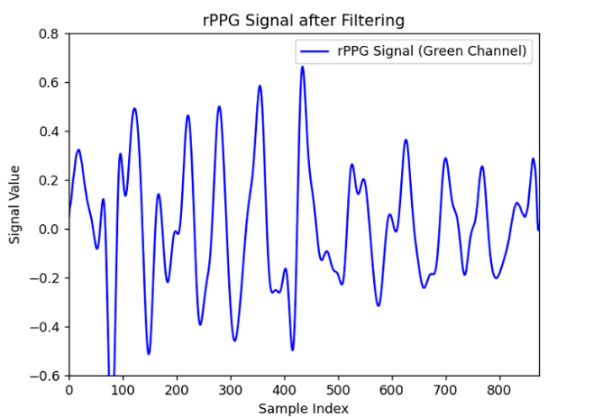 rPPG Signal after Filtering
rPPG Signal (Green Channel)
0.8
0.6
0.4
0.2
0.0
−0.2
−0.4
−0.6
Signal Value
0 100 200 300 400 500 600 700 800
Sample Index